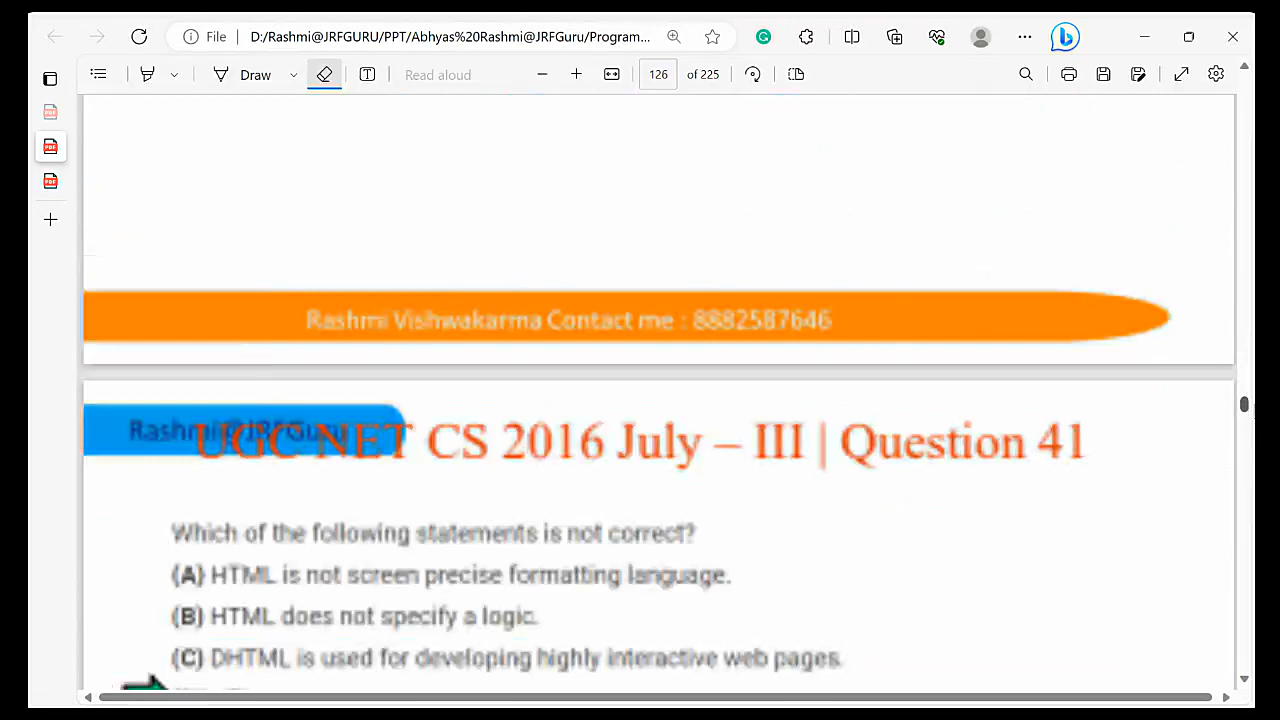 File D:/Rashmi@JRFGURU/PPT/Abhyas%20Rashmi@JRFGuru/Program...
Draw Read aloud 126 of 225
Rashmi Vishwakarma Contact me : 8882587646
Rashmi@JRFGuru
UGC NET CS 2016 July – III | Question 41
Which of the following statements is not correct?
(A) HTML is not screen precise formatting language.
(B) HTML does not specify a logic.
(C) DHTML is used for developing highly interactive web pages.